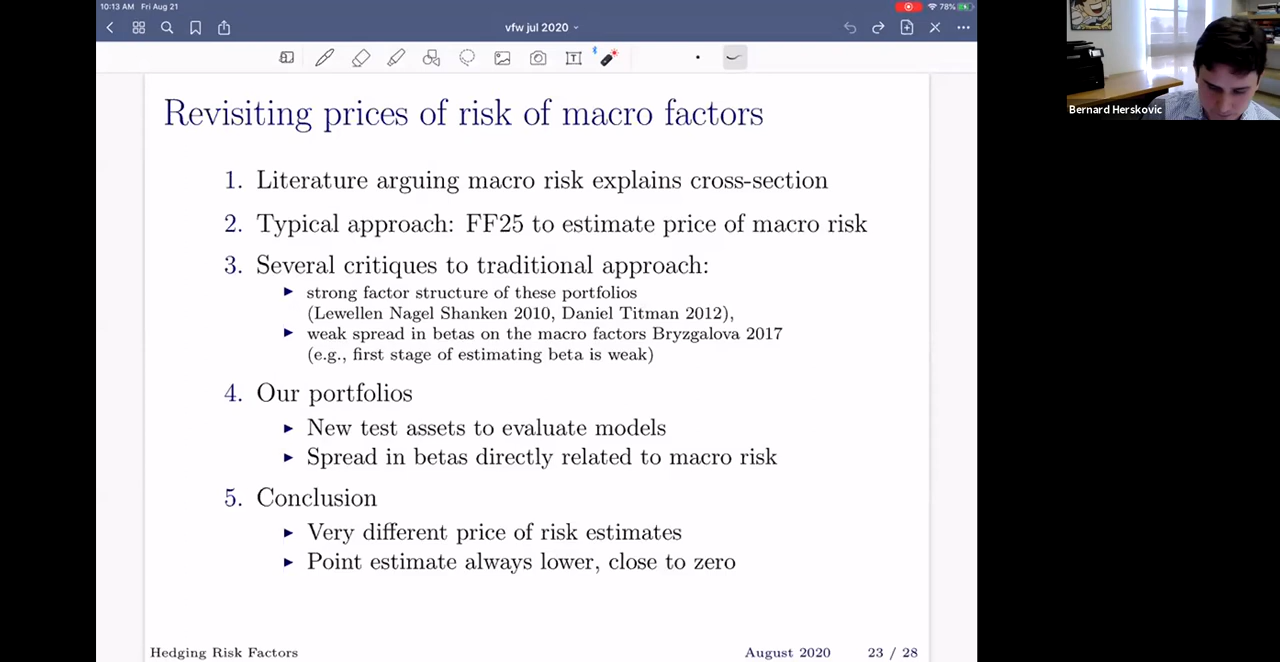 10:13 AM Fri Aug 21
78%
vfw jul 2020
T
Revisiting prices of risk of macro factors
1. Literature arguing macro risk explains cross-section
2. Typical approach: FF25 to estimate price of macro risk
3. Several critiques to traditional approach:
strong factor structure of these portfolios
(Lewellen Nagel Shanken 2010, Daniel Titman 2012),
weak spread in betas on the macro factors Bryzgalova 2017
(e.g., first stage of estimating beta is weak)
4. Our portfolios
New test assets to evaluate models
Spread in betas directly related to macro risk
5. Conclusion
Very different price of risk estimates
Point estimate always lower, close to zero
Hedging Risk Factors
August 2020 23 / 28
Bernard Herskovic